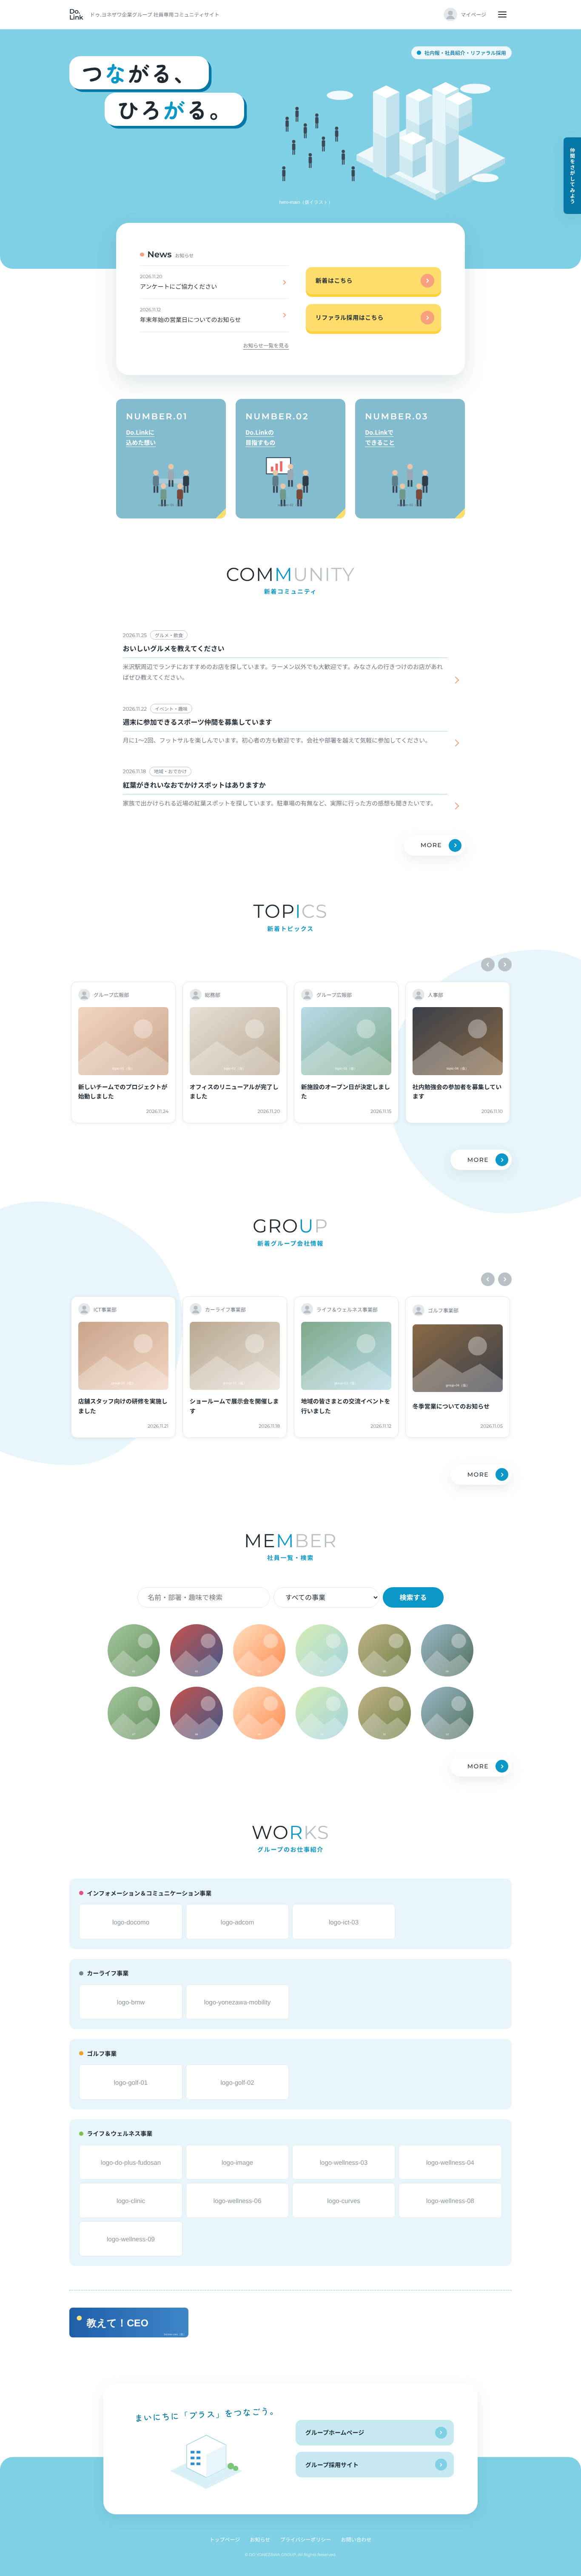 Do.
Link
ドゥ.ヨネザワ企業グループ 社員専用コミュニティサイト
マイページ
社内報・社員紹介・リファラル採用
つながる、
ひろがる。
仲間をさがしてみよう
News お知らせ
2026.11.20
アンケートにご協力ください
2026.11.12
年末年始の営業日についてのお知らせ
お知らせ一覧を見る
新着はこちら
リファラル採用はこちら
NUMBER.01
Do.Linkに
込めた想い
NUMBER.02
Do.Linkの
目指すもの
NUMBER.03
Do.Linkで
できること
COMMUNITY
新着コミュニティ
2026.11.25 グルメ・飲食
おいしいグルメを教えてください
米沢駅周辺でランチにおすすめのお店を探しています。ラーメン以外でも大歓迎です。みなさんの行きつけのお店があれ
ばぜひ教えてください。
2026.11.22 イベント・趣味
週末に参加できるスポーツ仲間を募集しています
月に1〜2回、フットサルを楽しんでいます。初心者の方も歓迎です。会社や部署を越えて気軽に参加してください。
2026.11.18 地域・おでかけ
紅葉がきれいなおでかけスポットはありますか
家族で出かけられる近場の紅葉スポットを探しています。駐車場の有無など、実際に行った方の感想も聞きたいです。
MORE
TOPICS
新着トピックス
グループ広報部
新しいチームでのプロジェクトが
始動しました
2026.11.24
総務部
オフィスのリニューアルが完了し
ました
2026.11.20
グループ広報部
新施設のオープン日が決定しまし
た
2026.11.15
人事部
社内勉強会の参加者を募集してい
ます
2026.11.10
MORE
GROUP
新着グループ会社情報
ICT事業部
店舗スタッフ向けの研修を実施し
ました
2026.11.21
カーライフ事業部
ショールームで展示会を開催しま
す
2026.11.18
ライフ＆ウェルネス事業部
地域の皆さまとの交流イベントを
行いました
2026.11.12
ゴルフ事業部
冬季営業についてのお知らせ
2026.11.05
MORE
MEMBER
社員一覧・検索
名前・部署・趣味で検索
すべての事業
検索する
MORE
WORKS
グループのお仕事紹介
インフォメーション＆コミュニケーション事業
logo-docomo
logo-adcom
logo-ict-03
カーライフ事業
logo-bmw
logo-yonezawa-mobility
ゴルフ事業
logo-golf-01
logo-golf-02
ライフ＆ウェルネス事業
logo-do-plus-fudosan
logo-image
logo-wellness-03
logo-wellness-04
logo-clinic
logo-wellness-06
logo-curves
logo-wellness-08
logo-wellness-09
教えて！CEO
まいにちに「プラス」をつなごう。
グループホームページ
グループ採用サイト
トップページ
お知らせ
プライバシーポリシー
お問い合わせ